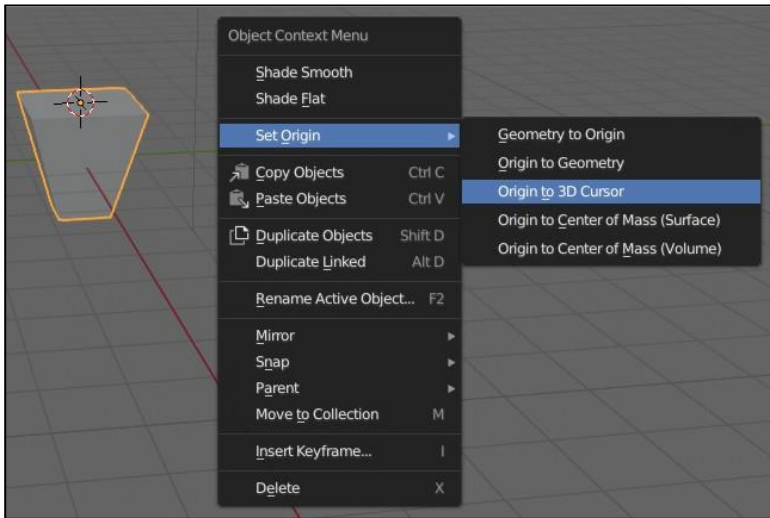 Object Context Menu
Shade Smooth
Shade Flat
Set Origin
Copy Objects Ctrl C
Paste Objects Ctrl V
Duplicate Objects Shift D
Duplicate Linked Alt D
Rename Active Object... F2
Mirror
Snap
Parent
Move to Collection M
Insert Keyframe... I
Delete X
Geometry to Origin
Origin to Geometry
Origin to 3D Cursor
Origin to Center of Mass (Surface)
Origin to Center of Mass (Volume)